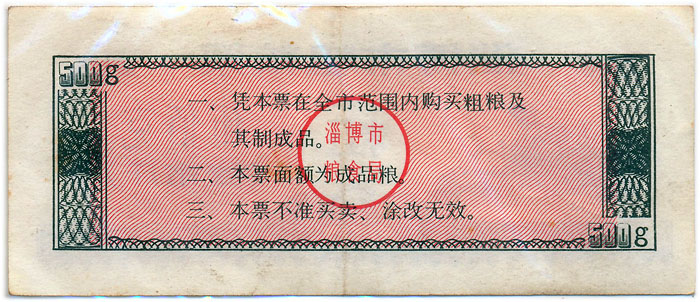 500g
一、凭本票在全市范围内购买粗粮及
其制成品。
二、本票面额为成品粮。
三、本票不准买卖、涂改无效。
淄博市
粮食局
500g